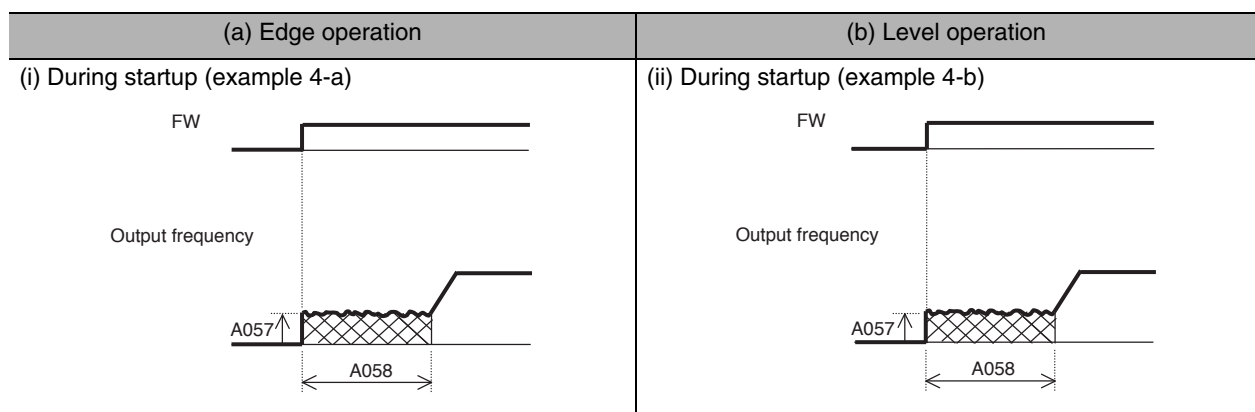 (a) Edge operation
(b) Level operation
(i) During startup (example 4-a)
FW
Output frequency
A057
A058
(ii) During startup (example 4-b)
FW
Output frequency
A057
A058